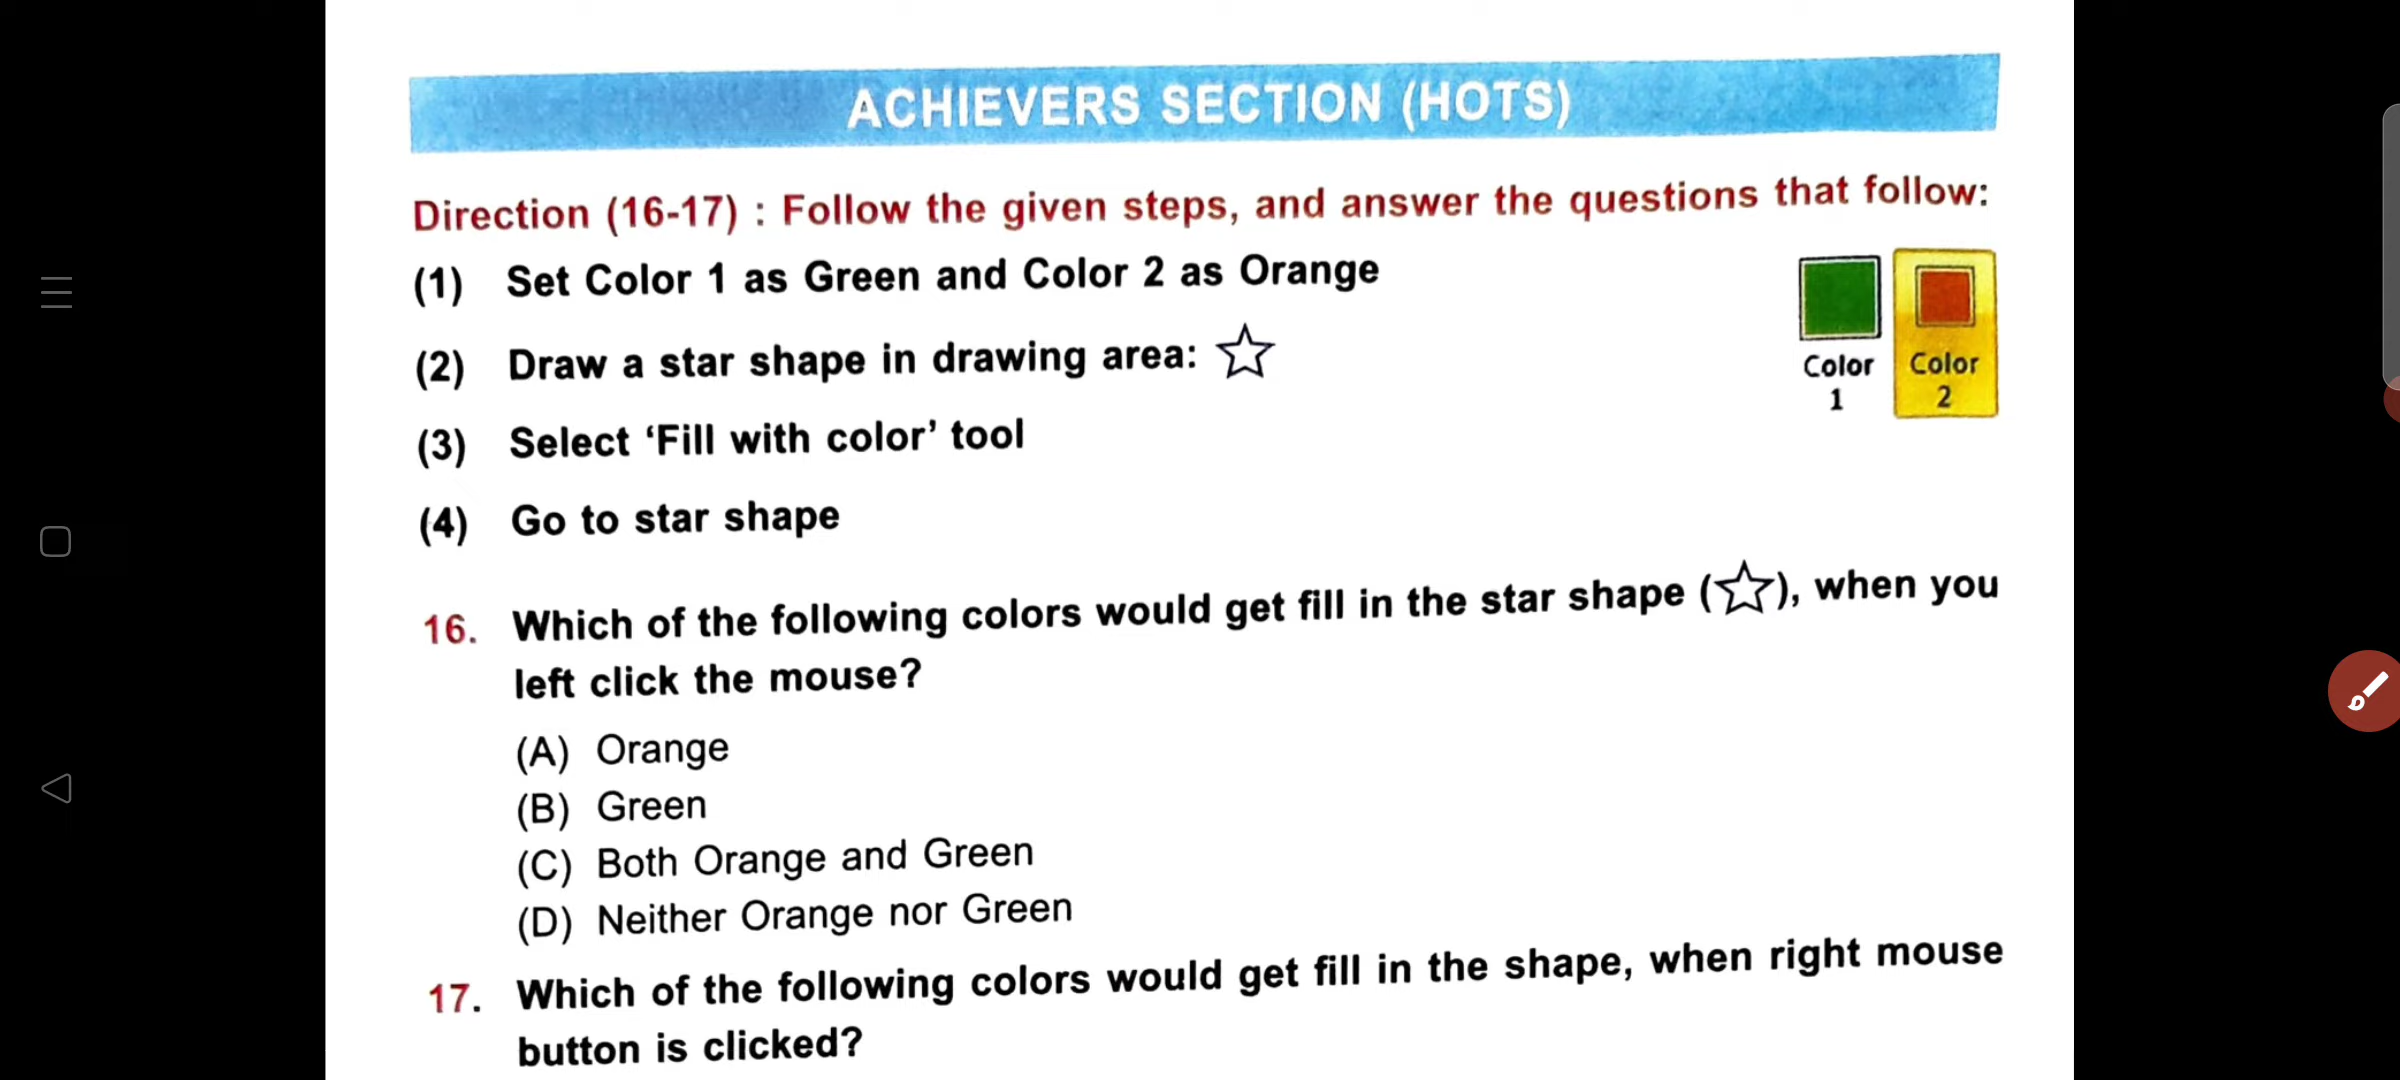 ACHIEVERS SECTION (HOTS)
Direction (16-17) : Follow the given steps, and answer the questions that follow:
(1) Set Color 1 as Green and Color 2 as Orange
(2) Draw a star shape in drawing area:
(3) Select ‘Fill with color’ tool
(4) Go to star shape
Color 1
Color 2
16. Which of the following colors would get fill in the star shape (☆), when you
left click the mouse?
(A) Orange
(B) Green
(C) Both Orange and Green
(D) Neither Orange nor Green
17. Which of the following colors would get fill in the shape, when right mouse
button is clicked?